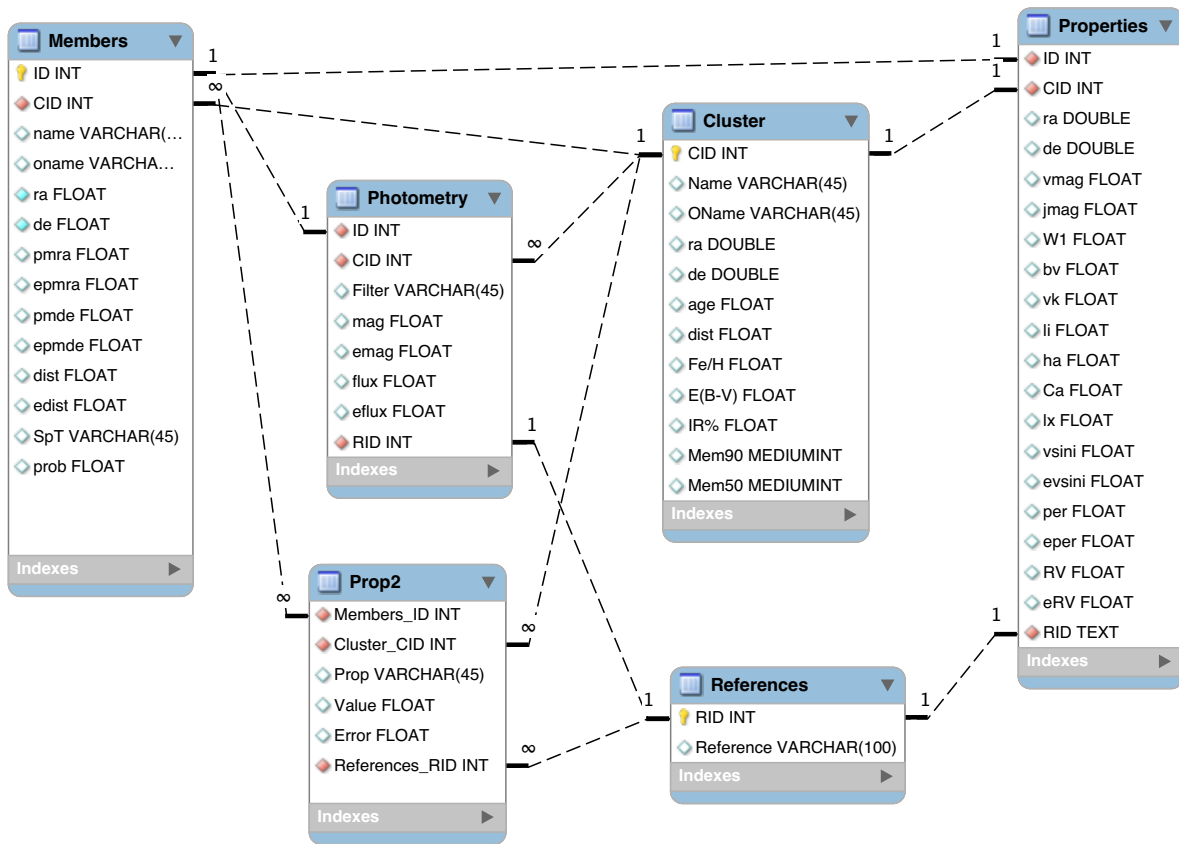 Members
ID INT
CID INT
name VARCHAR(...
oname VARCHA...
ra FLOAT
de FLOAT
pmra FLOAT
epmra FLOAT
pmde FLOAT
epmde FLOAT
dist FLOAT
edist FLOAT
SpT VARCHAR(45)
prob FLOAT
Indexes
1
∞
Photometry
ID INT
CID INT
Filter VARCHAR(45)
mag FLOAT
emag FLOAT
flux FLOAT
eflux FLOAT
RID INT
Indexes
1
∞
1
Prop2
Members_ID INT
Cluster_CID INT
Prop VARCHAR(45)
Value FLOAT
Error FLOAT
References_RID INT
Indexes
∞
∞
∞
Cluster
CID INT
Name VARCHAR(45)
OName VARCHAR(45)
ra DOUBLE
de DOUBLE
age FLOAT
dist FLOAT
Fe/H FLOAT
E(B-V) FLOAT
IR% FLOAT
Mem90 MEDIUMINT
Mem50 MEDIUMINT
Indexes
1
1
References
RID INT
Reference VARCHAR(100)
Indexes
1
1
Properties
ID INT
CID INT
ra DOUBLE
de DOUBLE
vmag FLOAT
jmag FLOAT
W1 FLOAT
bv FLOAT
vk FLOAT
li FLOAT
ha FLOAT
Ca FLOAT
lx FLOAT
vsini FLOAT
evsini FLOAT
per FLOAT
eper FLOAT
RV FLOAT
eRV FLOAT
RID TEXT
Indexes
1
1
1